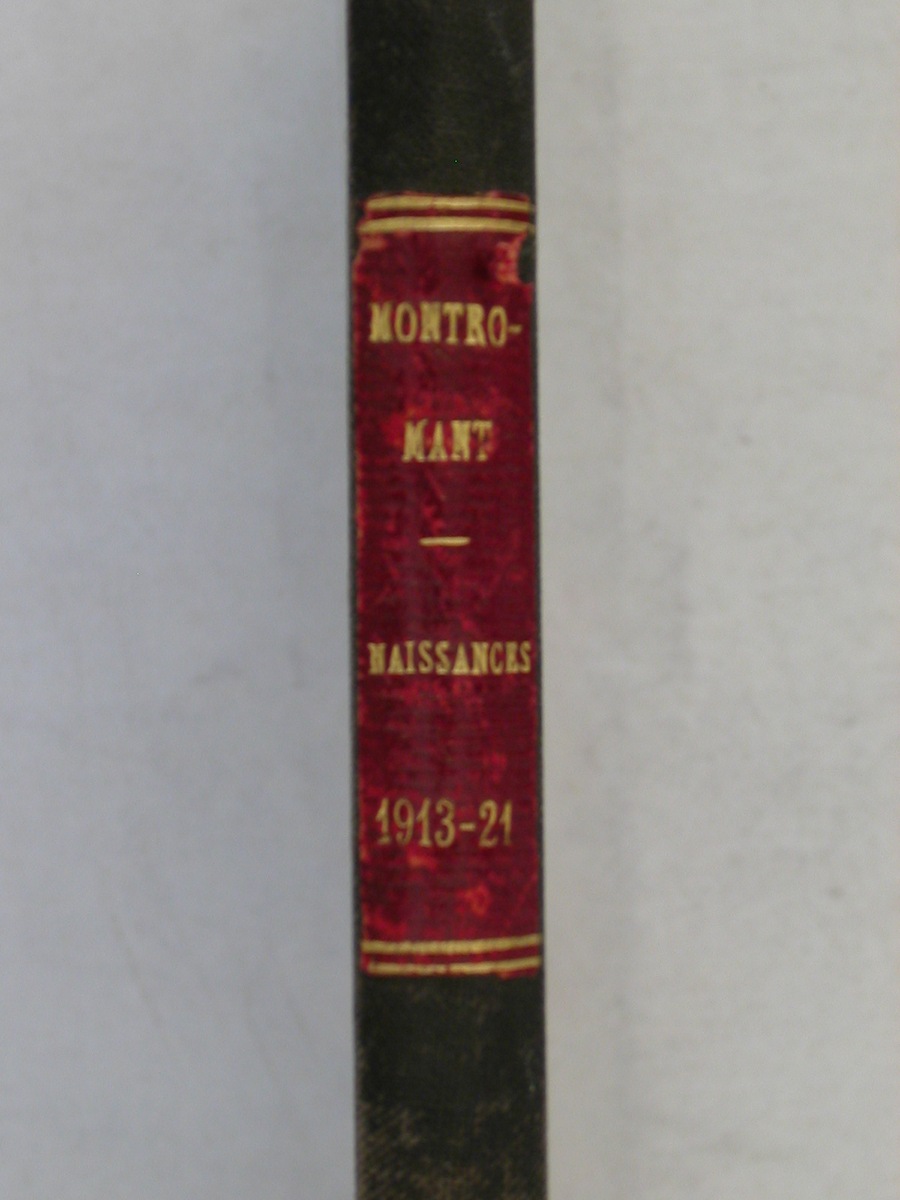 MONTRO-
MANT
—
NAISSANCES
1913-21